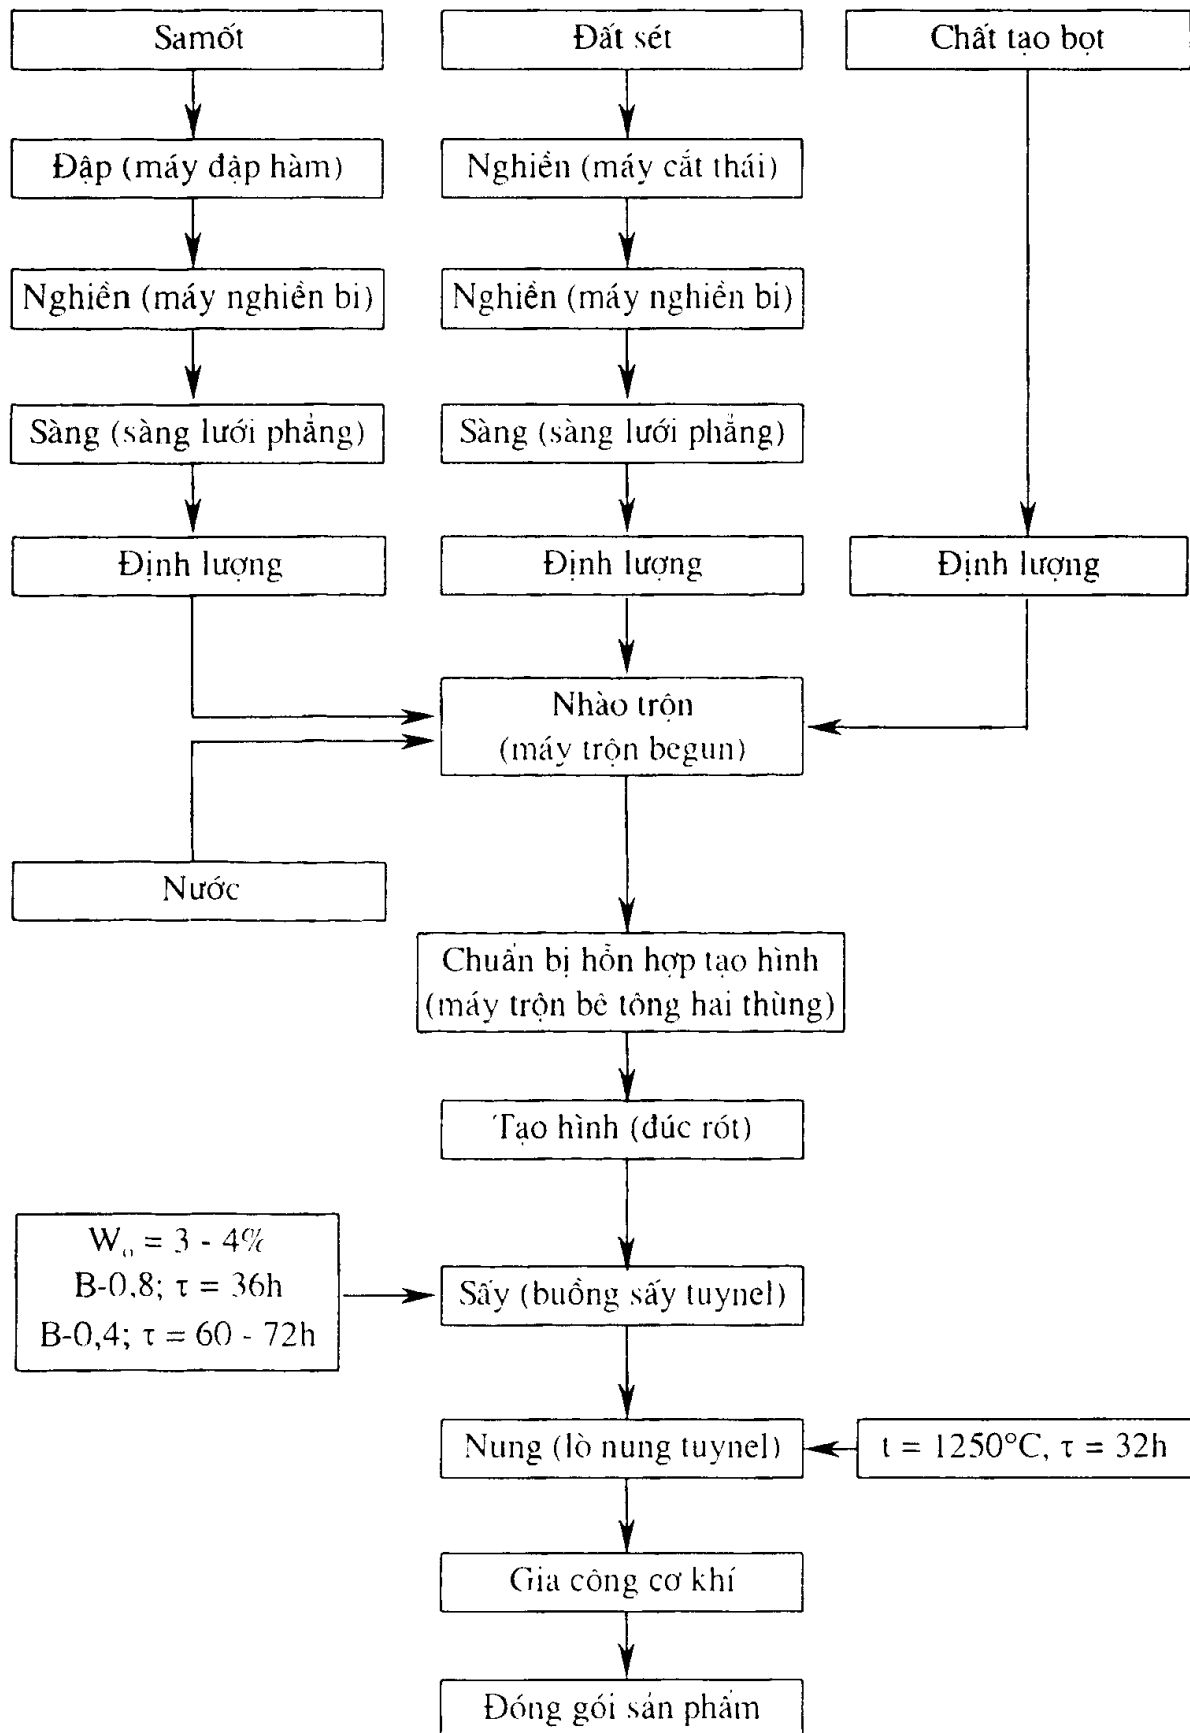 Samốt
Đất sét
Chất tạo bọt
Đập (máy đập hàm)
Nghiền (máy cắt thái)
Nghiền (máy nghiền bi)
Nghiền (máy nghiền bi)
Sàng (sàng lưới phẳng)
Sàng (sàng lưới phẳng)
Định lượng
Định lượng
Định lượng
Nhào trộn
(máy trộn begun)
Nước
Chuẩn bị hỗn hợp tạo hình
(máy trộn bê tông hai thùng)
Tạo hình (đúc rót)
W₀ = 3 - 4%
B-0,8; τ = 36h
B-0,4; τ = 60 - 72h
Sấy (buồng sấy tuynel)
Nung (lò nung tuynel)
t = 1250°C, τ = 32h
Gia công cơ khí
Đóng gói sản phẩm